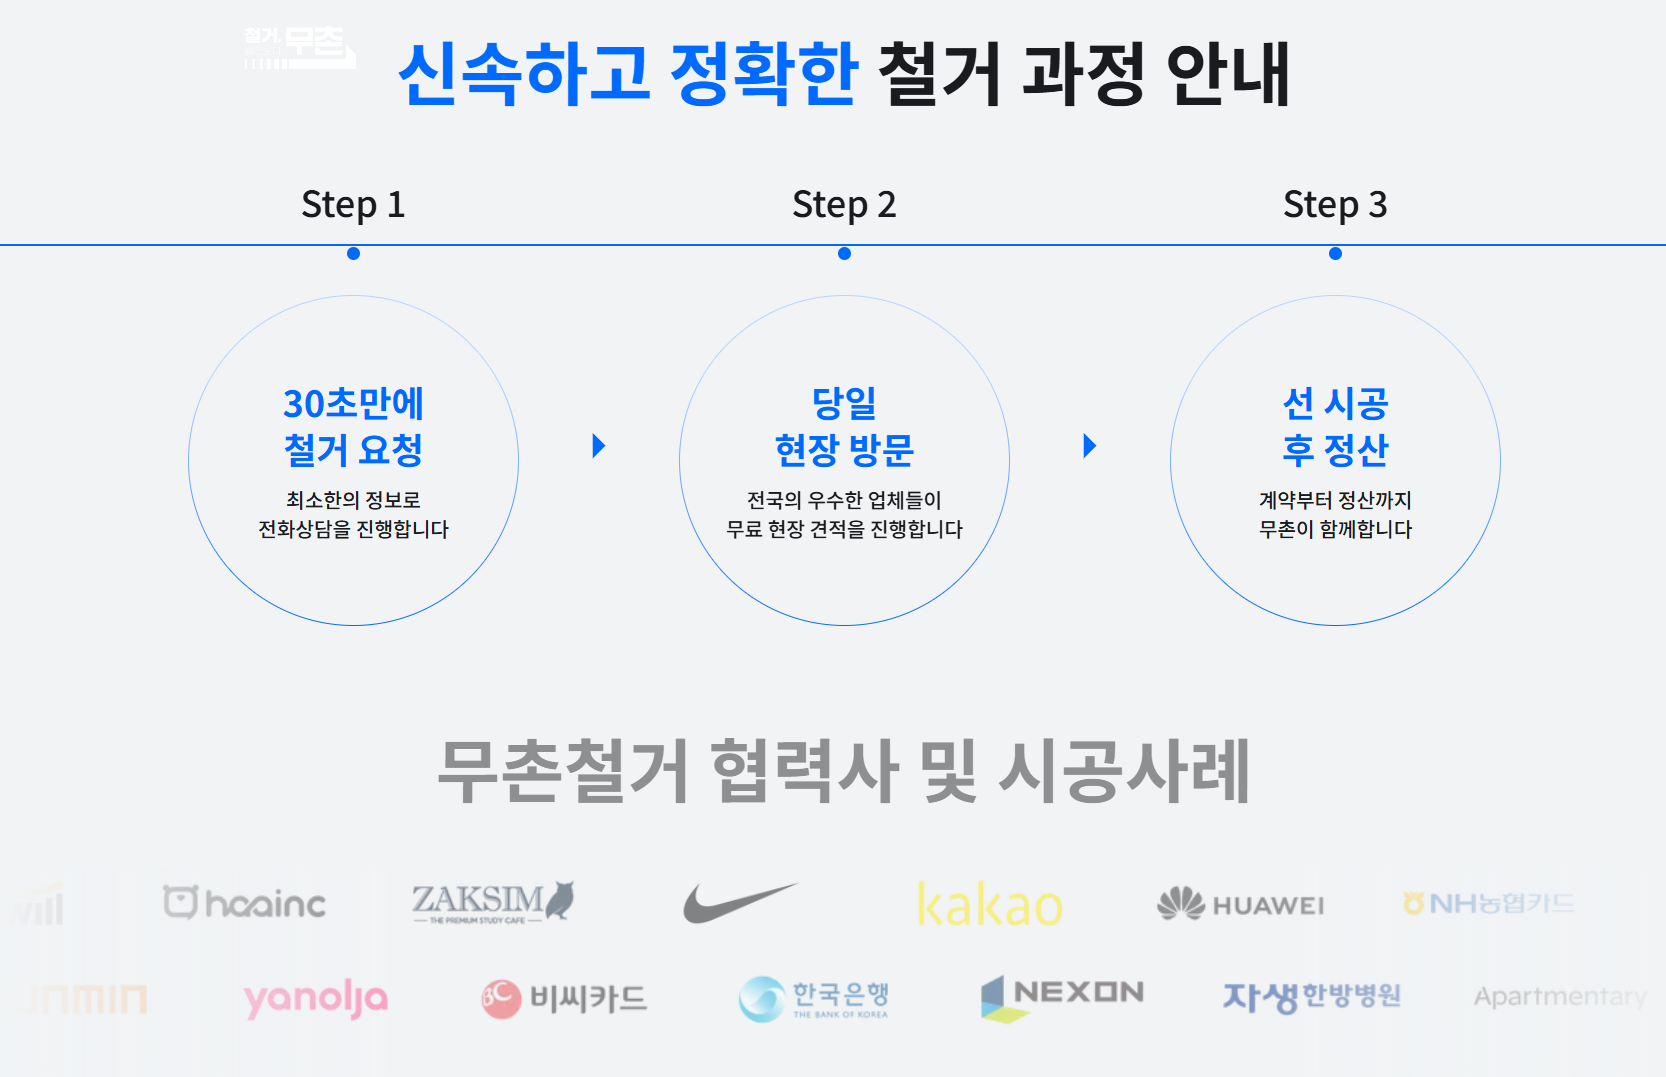 철거,
무촌
신속하고 정확한 철거 과정 안내
Step 1
Step 2
Step 3
30초만에
철거 요청
최소한의 정보로
전화상담을 진행합니다
당일
현장 방문
전국의 우수한 업체들이
무료 현장 견적을 진행합니다
선 시공
후 정산
계약부터 정산까지
무촌이 함께합니다
무촌철거 협력사 및 시공사례
hoainc
ZAKSIM
THE PREMIUM STUDY CAFE
kakao
HUAWEI
NH농협카드
yanolja
BC 비씨카드
한국은행
THE BANK OF KOREA
NEXON
자생한방병원
Apartmentary